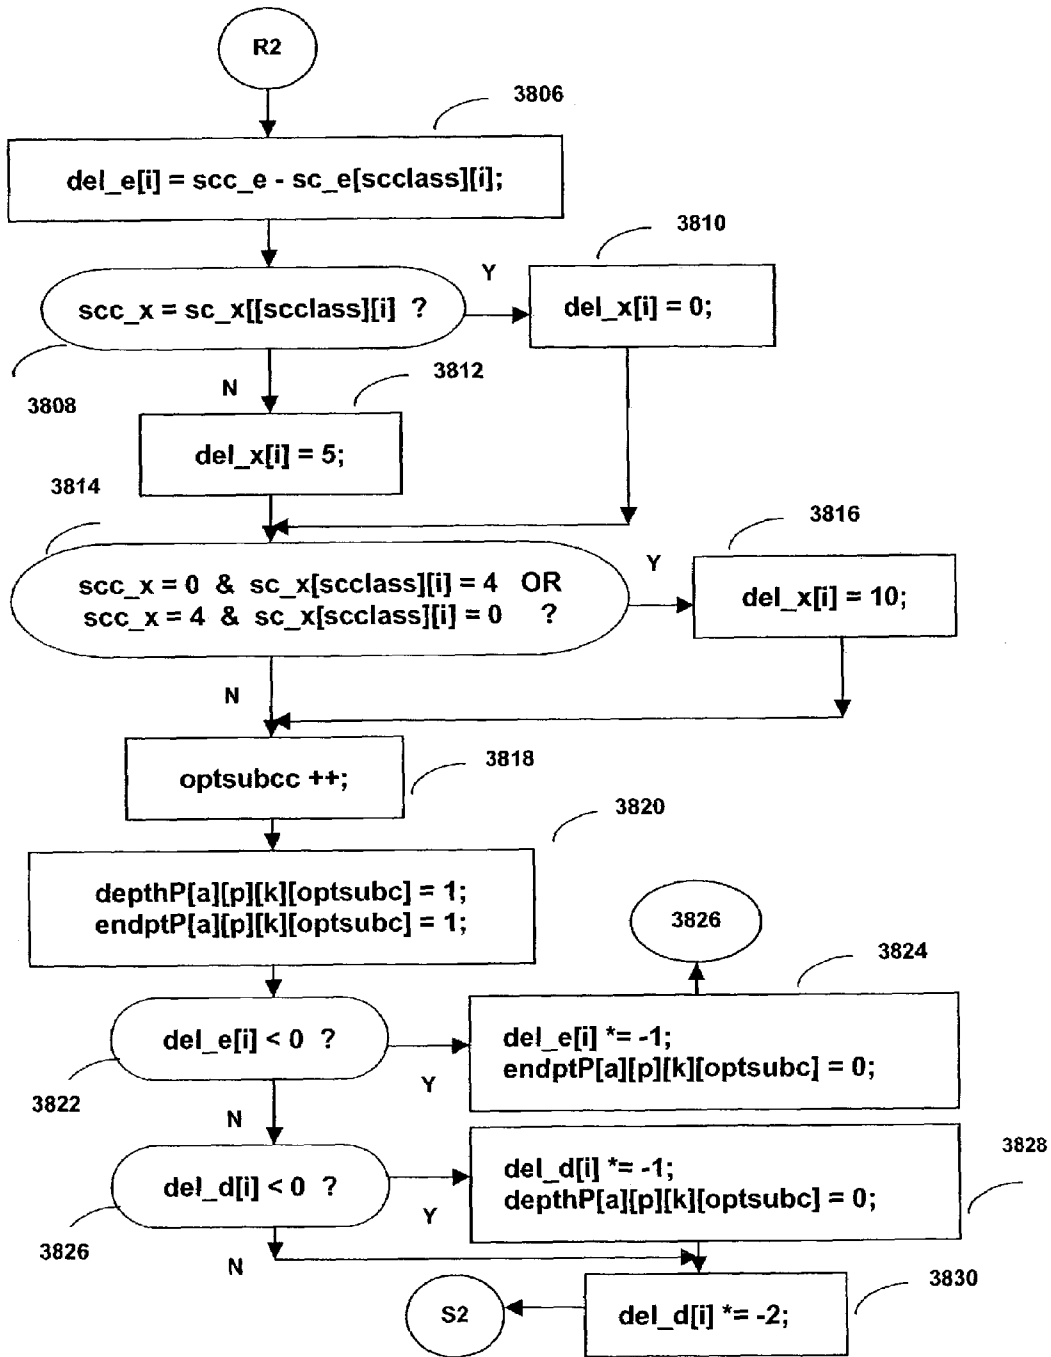 R2
3806
del_e[i] = scc_e - sc_e[scclass][i];
3810
scc_x = sc_x[[scclass][i] ?
Y
del_x[i] = 0;
3808
N
3812
del_x[i] = 5;
3814
3816
scc_x = 0 & sc_x[scclass][i] = 4 OR
scc_x = 4 & sc_x[scclass][i] = 0 ?
Y
del_x[i] = 10;
N
optsubcc ++;
3818
3820
depthP[a][p][k][optsubc] = 1;
endptP[a][p][k][optsubc] = 1;
3826
3824
del_e[i] < 0 ?
Y
del_e[i] *= -1;
endptP[a][p][k][optsubc] = 0;
3822
N
3828
del_d[i] < 0 ?
Y
del_d[i] *= -1;
depthP[a][p][k][optsubc] = 0;
3826
N
3830
S2
del_d[i] *= -2;